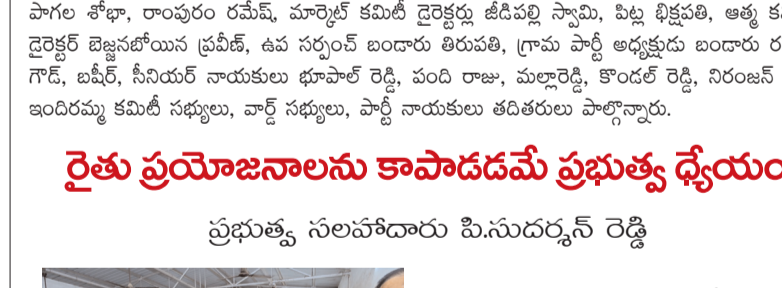 పాగల శోభా, రాంపురం రమేష్, మార్కెట్ కమిటీ డైరెక్టర్లు జీడిపల్లి స్వామి, పిట్ల భిక్షపతి, ఆత్మ క
డైరెక్టర్ బెజ్జనబోయిన ప్రవీణ్, ఉప సర్పంచ్ బండారు తిరుపతి, గ్రామ పార్టీ అధ్యక్షుడు బండారు ర
గౌడ్, బషీర్, సీనియర్ నాయకులు భూపాల్ రెడ్డి, పంది రాజు, మల్లారెడ్డి, కొండల్ రెడ్డి, నిరంజన్
ఇందిరమ్మ కమిటీ సభ్యులు, వార్డ్ సభ్యులు, పార్టీ నాయకులు తదితరులు పాల్గొన్నారు.
రైతు ప్రయోజనాలను కాపాడడమే ప్రభుత్వ ధ్యేయం
ప్రభుత్వ సలహాదారు పి.సుదర్శన్ రెడ్డి